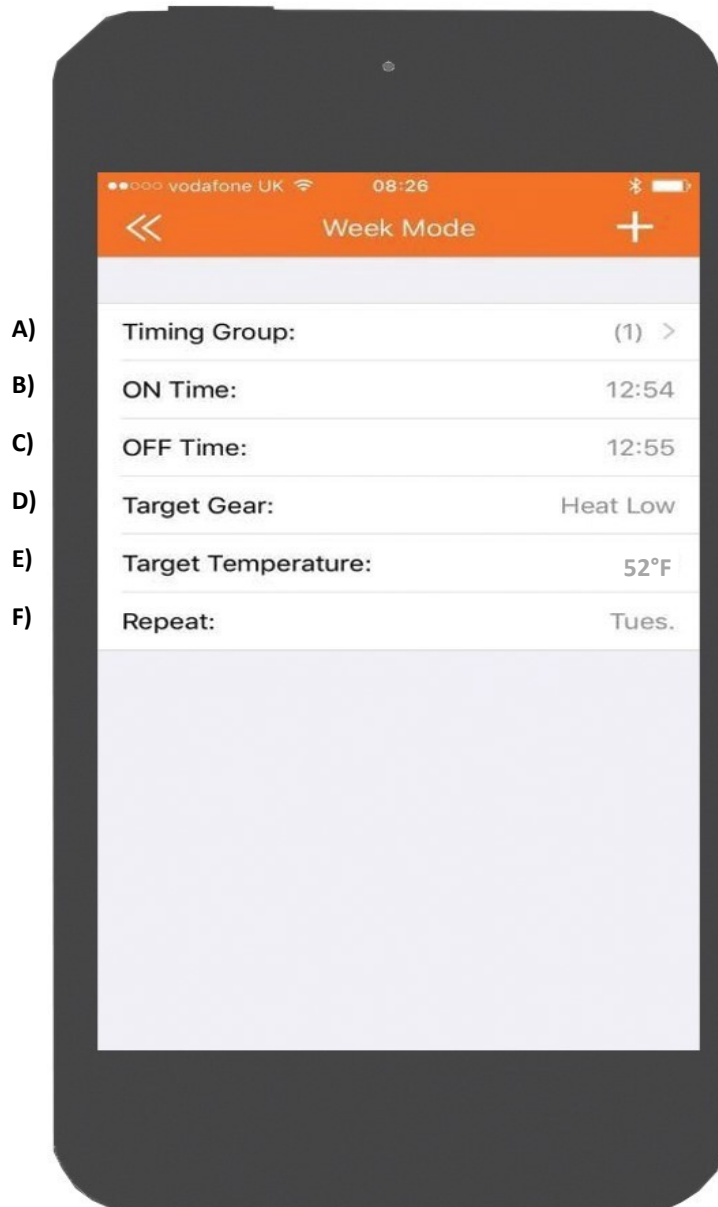 vodafone UK 08:26
Week Mode
A) Timing Group: (1) >
B) ON Time: 12:54
C) OFF Time: 12:55
D) Target Gear: Heat Low
E) Target Temperature: 52°F
F) Repeat: Tues.